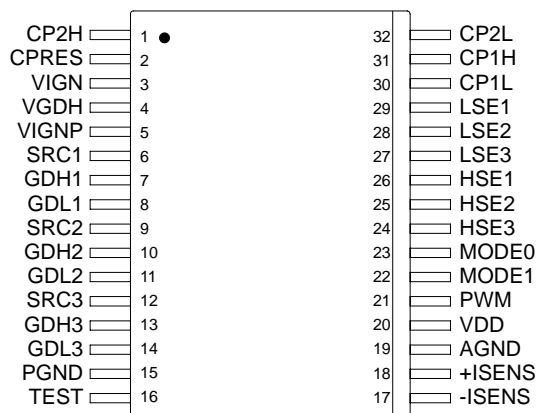 CP2H 1 32 CP2L
CPRES 2 31 CP1H
VIGN 3 30 CP1L
VGDH 4 29 LSE1
VIGNP 5 28 LSE2
SRC1 6 27 LSE3
GDH1 7 26 HSE1
GDL1 8 25 HSE2
SRC2 9 24 HSE3
GDH2 10 23 MODE0
GDL2 11 22 MODE1
SRC3 12 21 PWM
GDH3 13 20 VDD
GDL3 14 19 AGND
PGND 15 18 +ISENS
TEST 16 17 -ISENS